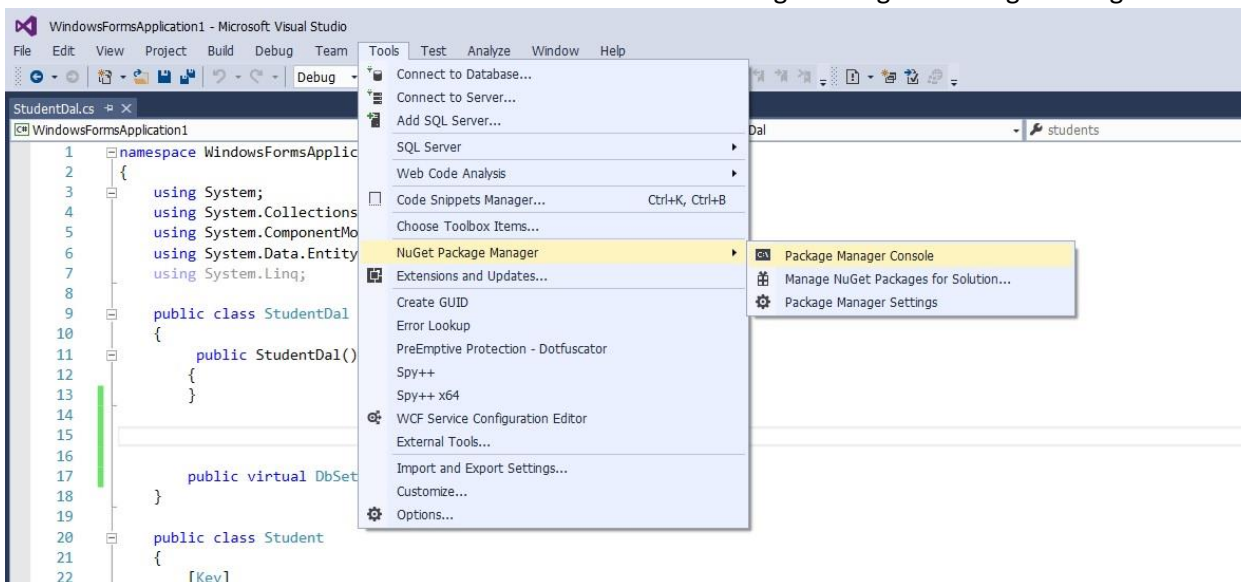 WindowsFormsApplication1 - Microsoft Visual Studio
File Edit View Project Build Debug Team Tools Test Analyze Window Help
Debug
StudentDal.cs
WindowsFormsApplication1 Dal students
Connect to Database...
Connect to Server...
Add SQL Server...
SQL Server
Web Code Analysis
Code Snippets Manager... Ctrl+K, Ctrl+B
Choose Toolbox Items...
NuGet Package Manager
Extensions and Updates...
Create GUID
Error Lookup
PreEmptive Protection - Dotfuscator
Spy++
Spy++ x64
WCF Service Configuration Editor
External Tools...
Import and Export Settings...
Customize...
Options...
Package Manager Console
Manage NuGet Packages for Solution...
Package Manager Settings
1 namespace WindowsFormsApplic
2 {
3 using System;
4 using System.Collections
5 using System.ComponentMo
6 using System.Data.Entity
7 using System.Linq;
8
9 public class StudentDal
10 {
11 public StudentDal()
12 {
13 }
14
15
16
17 public virtual DbSet
18 }
19
20 public class Student
21 {
22 [Key]